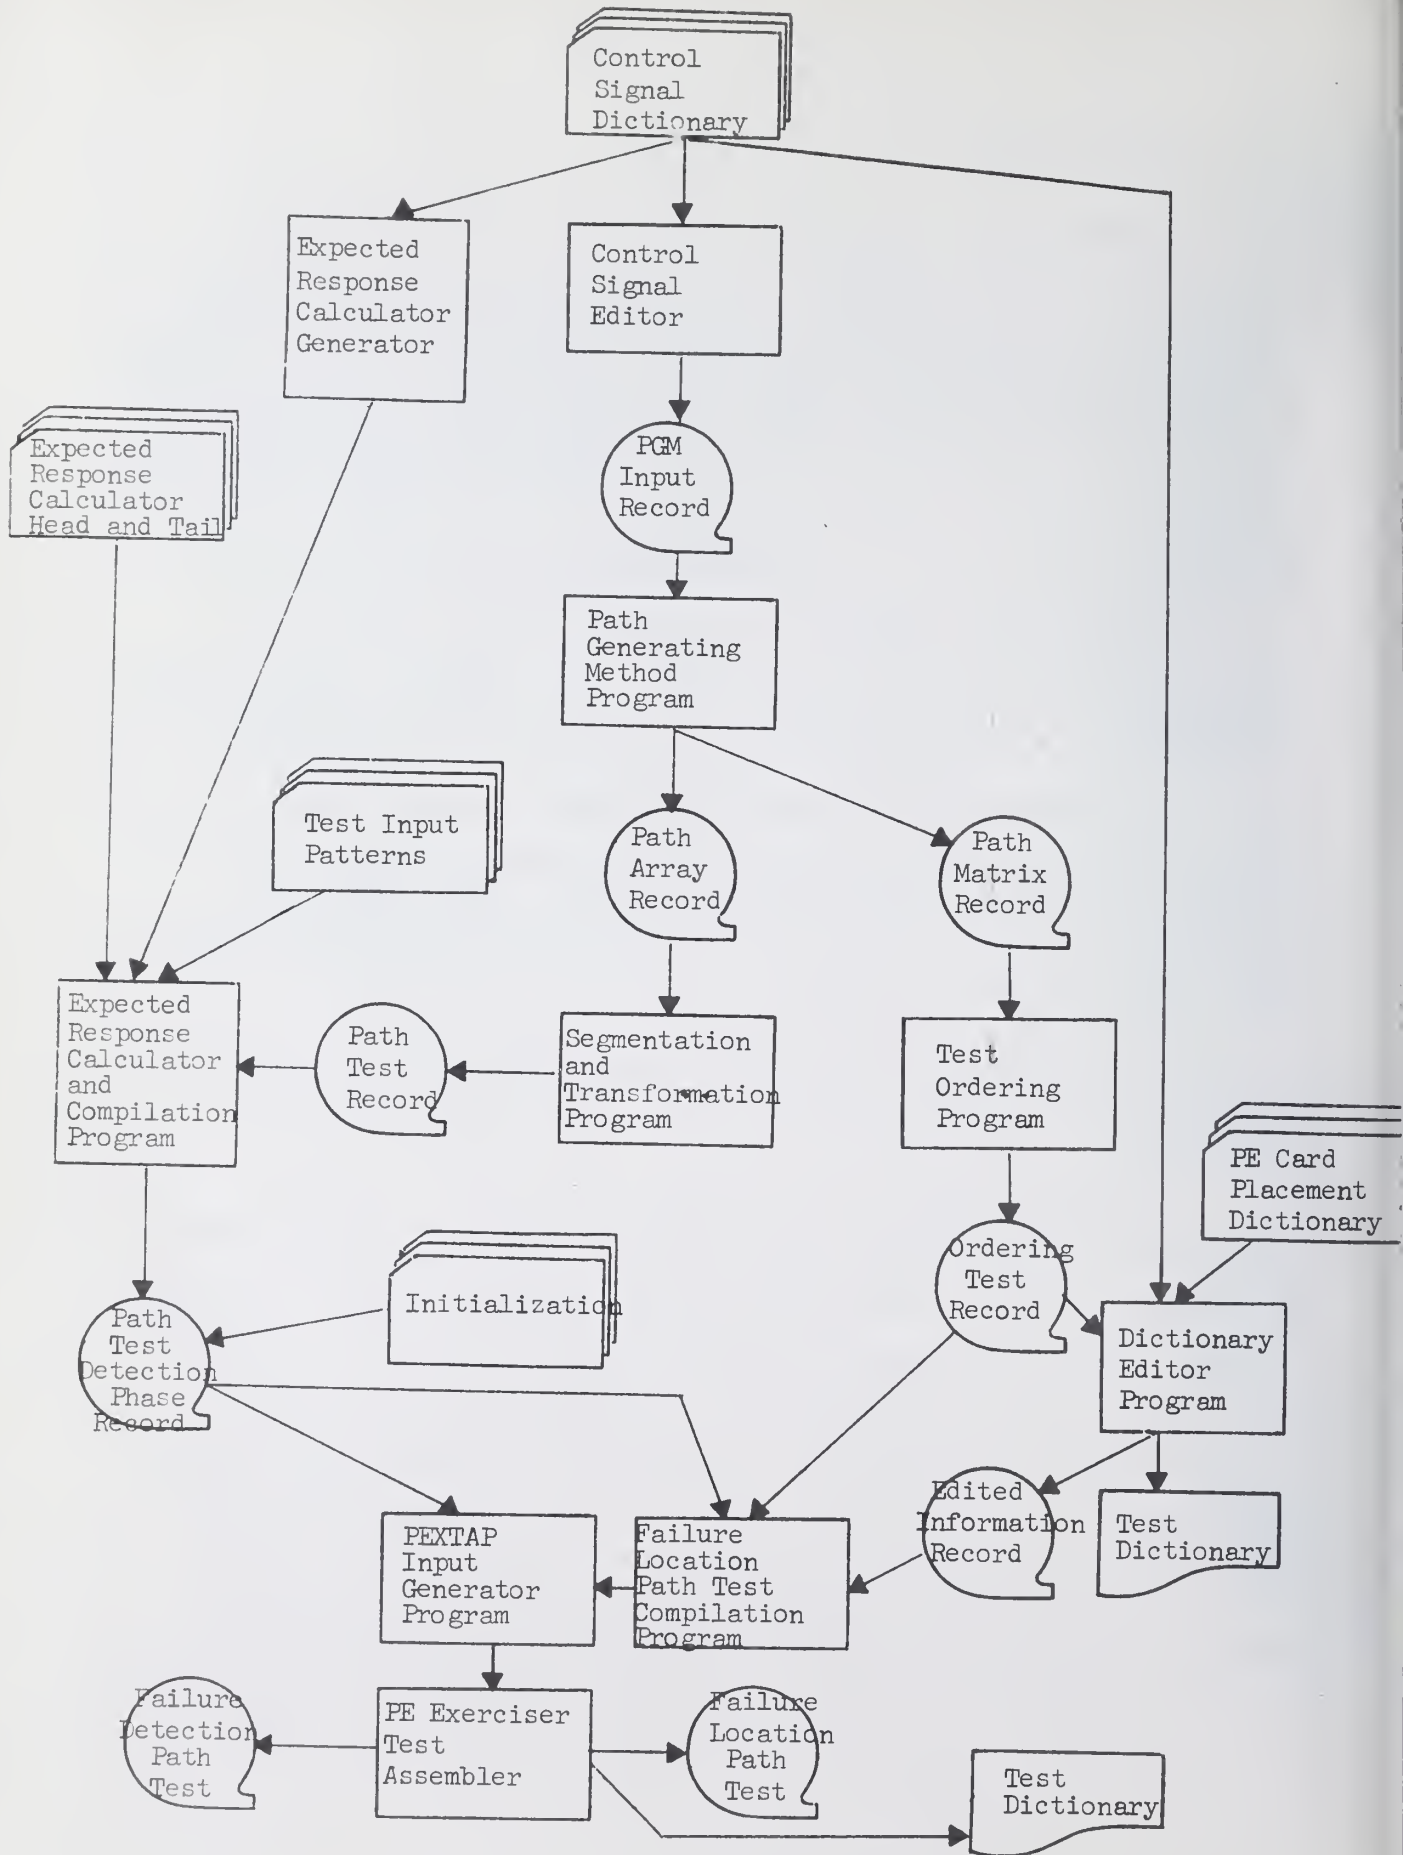 Control
Signal
Dictionary
Expected
Response
Calculator
Generator
Control
Signal
Editor
Expected
Response
Calculator
Head and Tail
PGM
Input
Record
Path
Generating
Method
Program
Test Input
Patterns
Path
Array
Record
Path
Matrix
Record
Expected
Response
Calculator
and
Compilation
Program
Path
Test
Record
Segmentation
and
Transformation
Program
Test
Ordering
Program
PE Card
Placement
Dictionary
Initialization
Ordering
Test
Record
Path
Test
Detection
Phase
Record
Dictionary
Editor
Program
PEXTAP
Input
Generator
Program
Failure
Location
Path Test
Compilation
Program
Edited
Information
Record
Test
Dictionary
Failure
Detection
Path
Test
PE Exerciser
Test
Assembler
Failure
Location
Path
Test
Test
Dictionary